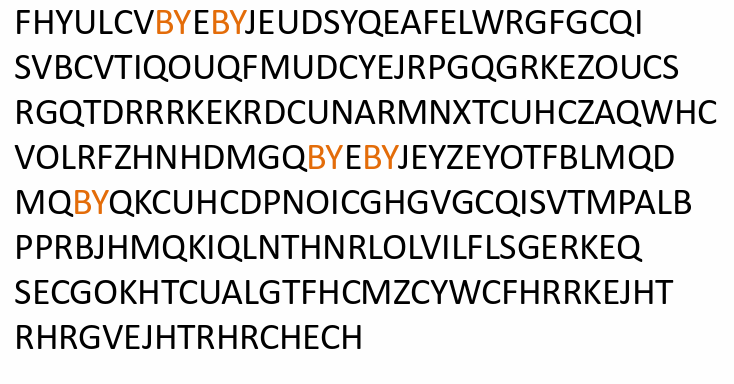 FHYULCVBYEBYJEUDSYQEAFELWRGFGCQI
SVBCVTIQOUQFMUDCYEJRPGQGRKEZOUCS
RGQTDRRRKEKRDCUNARMNXTCUHCZAQWHC
VOLRFZHNHDMGQBYEBYJEYZEYOTFBLMQD
MQBYQKCUHCDPNOICGHGVGCQISVTMPALB
PPRBJHMQKIQLNTHNRLOLVILFLSGERKEQ
SECGOKHTCUALGTFHCMZCYWCFHRRKEJHT
RHRGVEJHTRHRCHECH